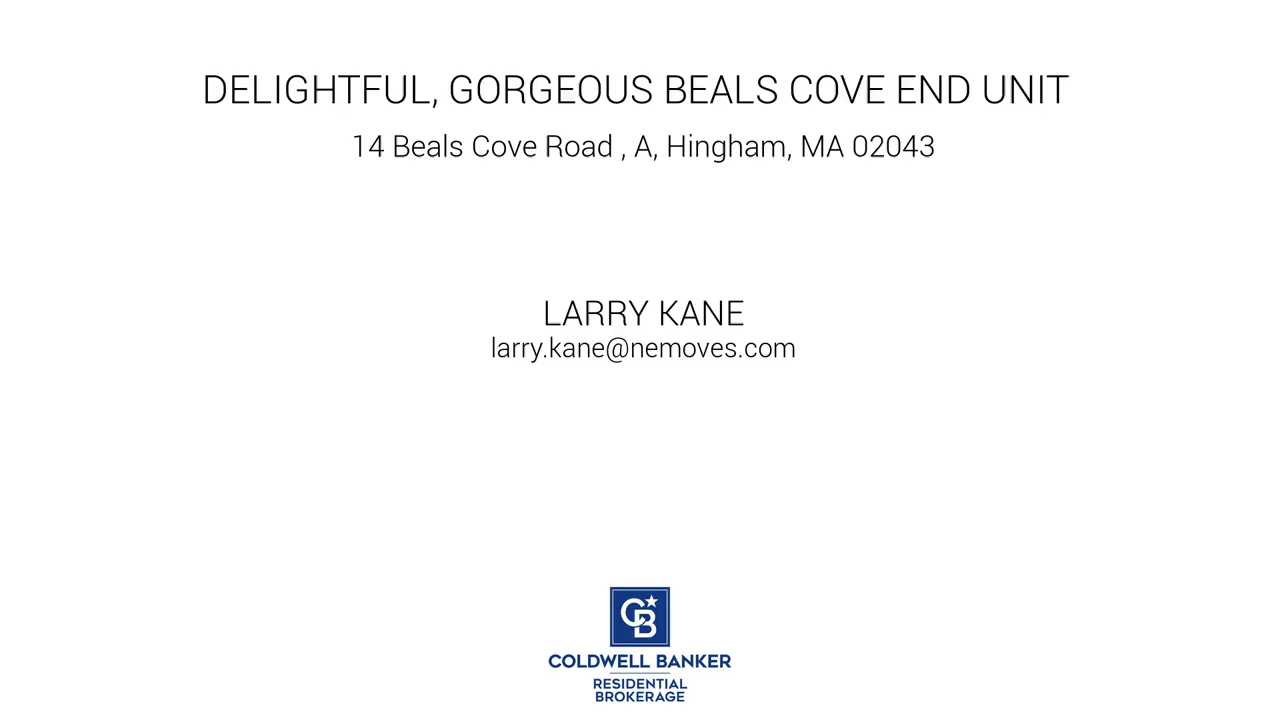 DELIGHTFUL, GORGEOUS BEALS COVE END UNIT
14 Beals Cove Road , A, Hingham, MA 02043
LARRY KANE
larry.kane@nemoves.com
CB
COLDWELL BANKER
RESIDENTIAL
BROKERAGE